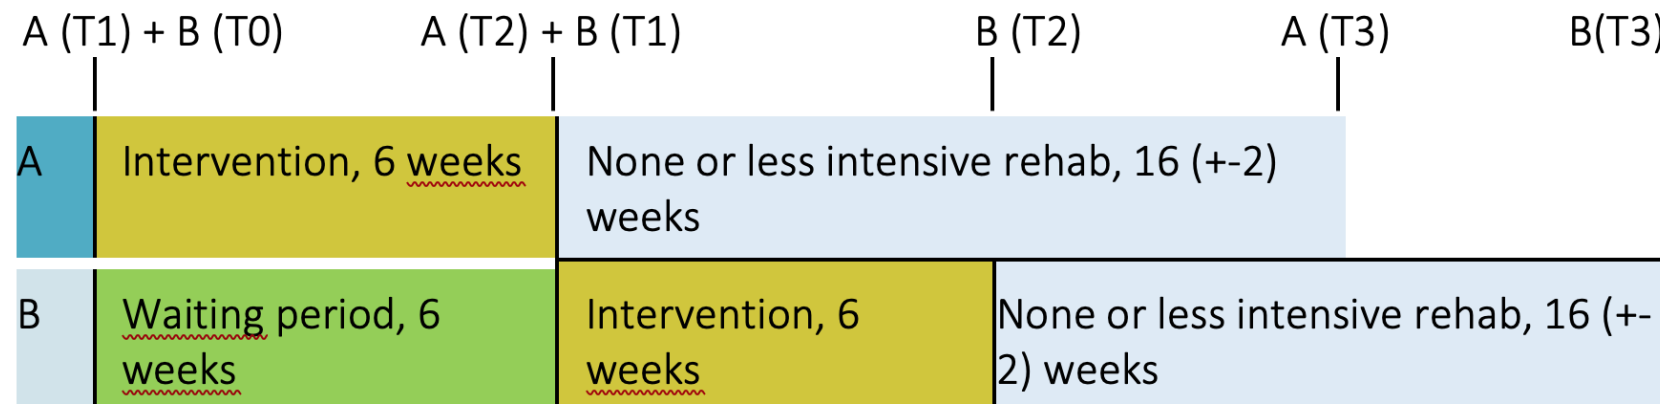 A (T1) + B (T0)
A (T2) + B (T1)
B (T2)
A (T3)
B(T3)
A
Intervention, 6 weeks
None or less intensive rehab, 16 (+-2)
weeks
B
Waiting period, 6
weeks
Intervention, 6
weeks
None or less intensive rehab, 16 (+-
2) weeks